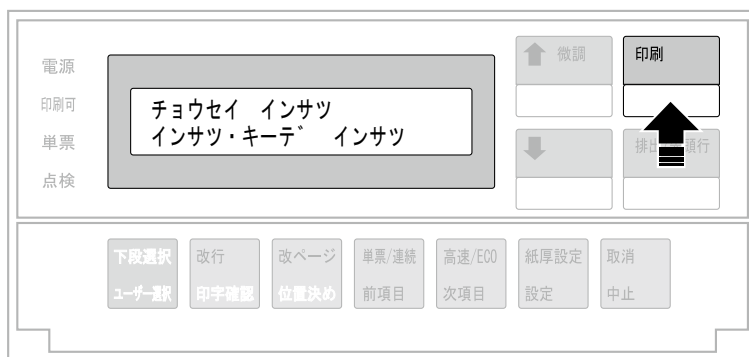 電源
印刷可
単票
点検
チョウセイ インサツ
インサツ・キーデ インサツ
微調
印刷
排出
頭行
下段選択
ユーザー選択
改行
印字確認
改ページ
位置決め
単票/連続
前項目
高速/ECO
次項目
紙厚設定
設定
取消
中止